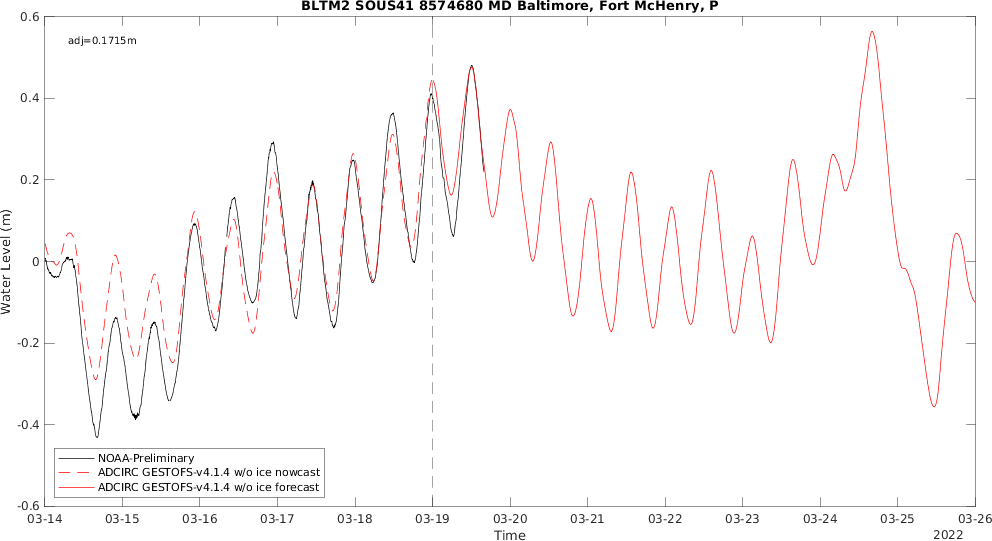 BLTM2 SOUS41 8574680 MD Baltimore, Fort McHenry, P
adj=0.1715m
Water Level (m)
0.6
0.4
0.2
0
-0.2
-0.4
-0.6
NOAA-Preliminary
ADCIRC GESTOFS-v4.1.4 w/o ice nowcast
ADCIRC GESTOFS-v4.1.4 w/o ice forecast
03-14 03-15 03-16 03-17 03-18 03-19 03-20 03-21 03-22 03-23 03-24 03-25 03-26
Time
2022